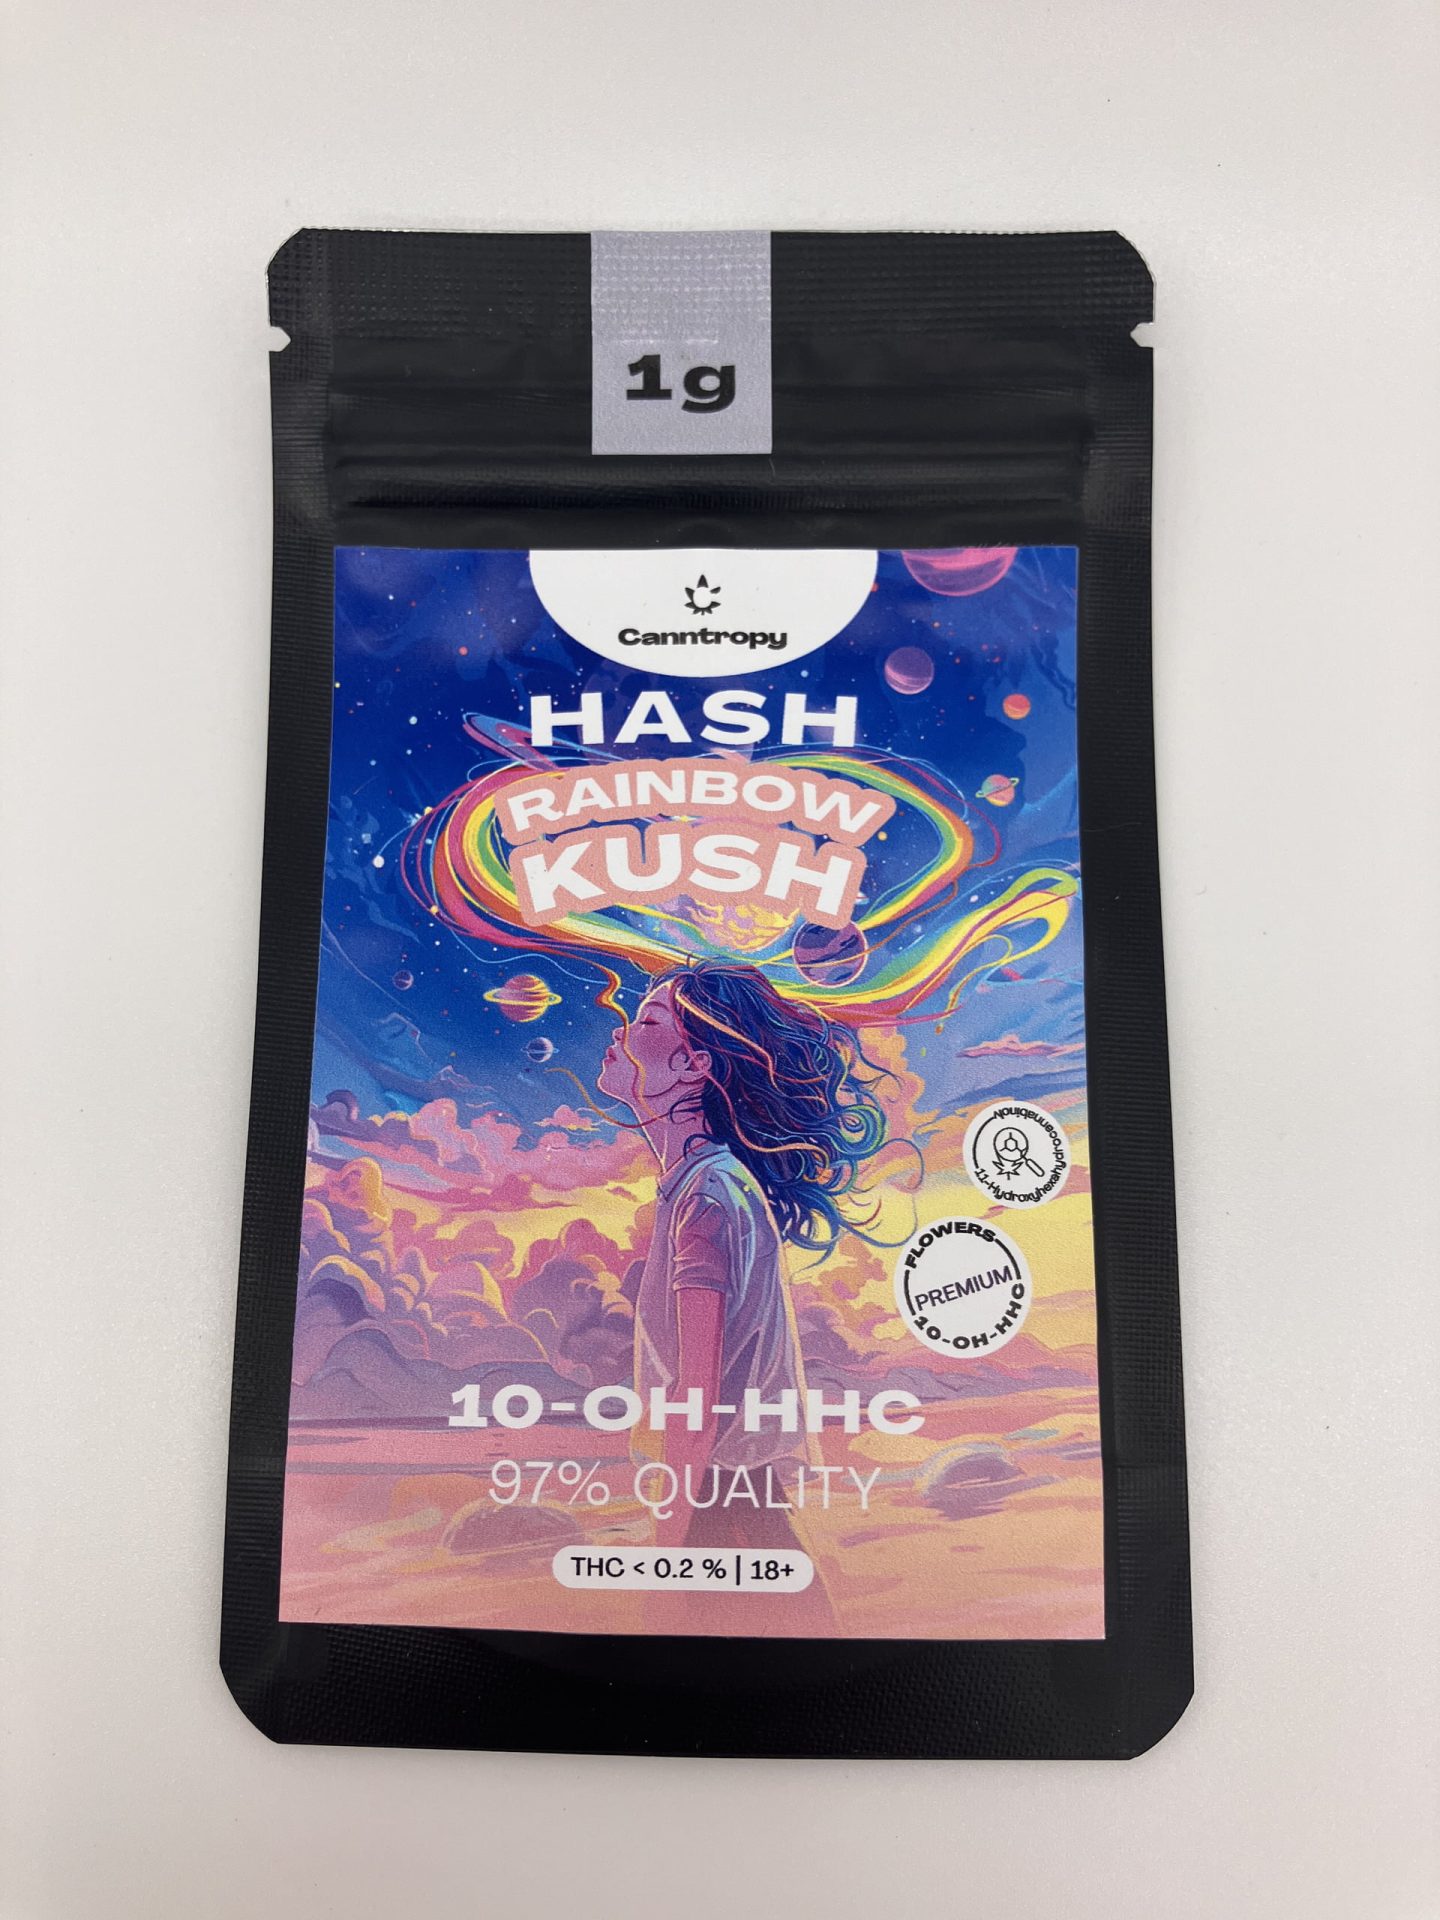 1g
Canntropy
HASH
RAINBOW
KUSH
11-Hydroxyhexahydrocannabinol
FLOWERS
PREMIUM
10-OH-HHC
10-OH-HHC
97% QUALITY
THC < 0.2 % | 18+